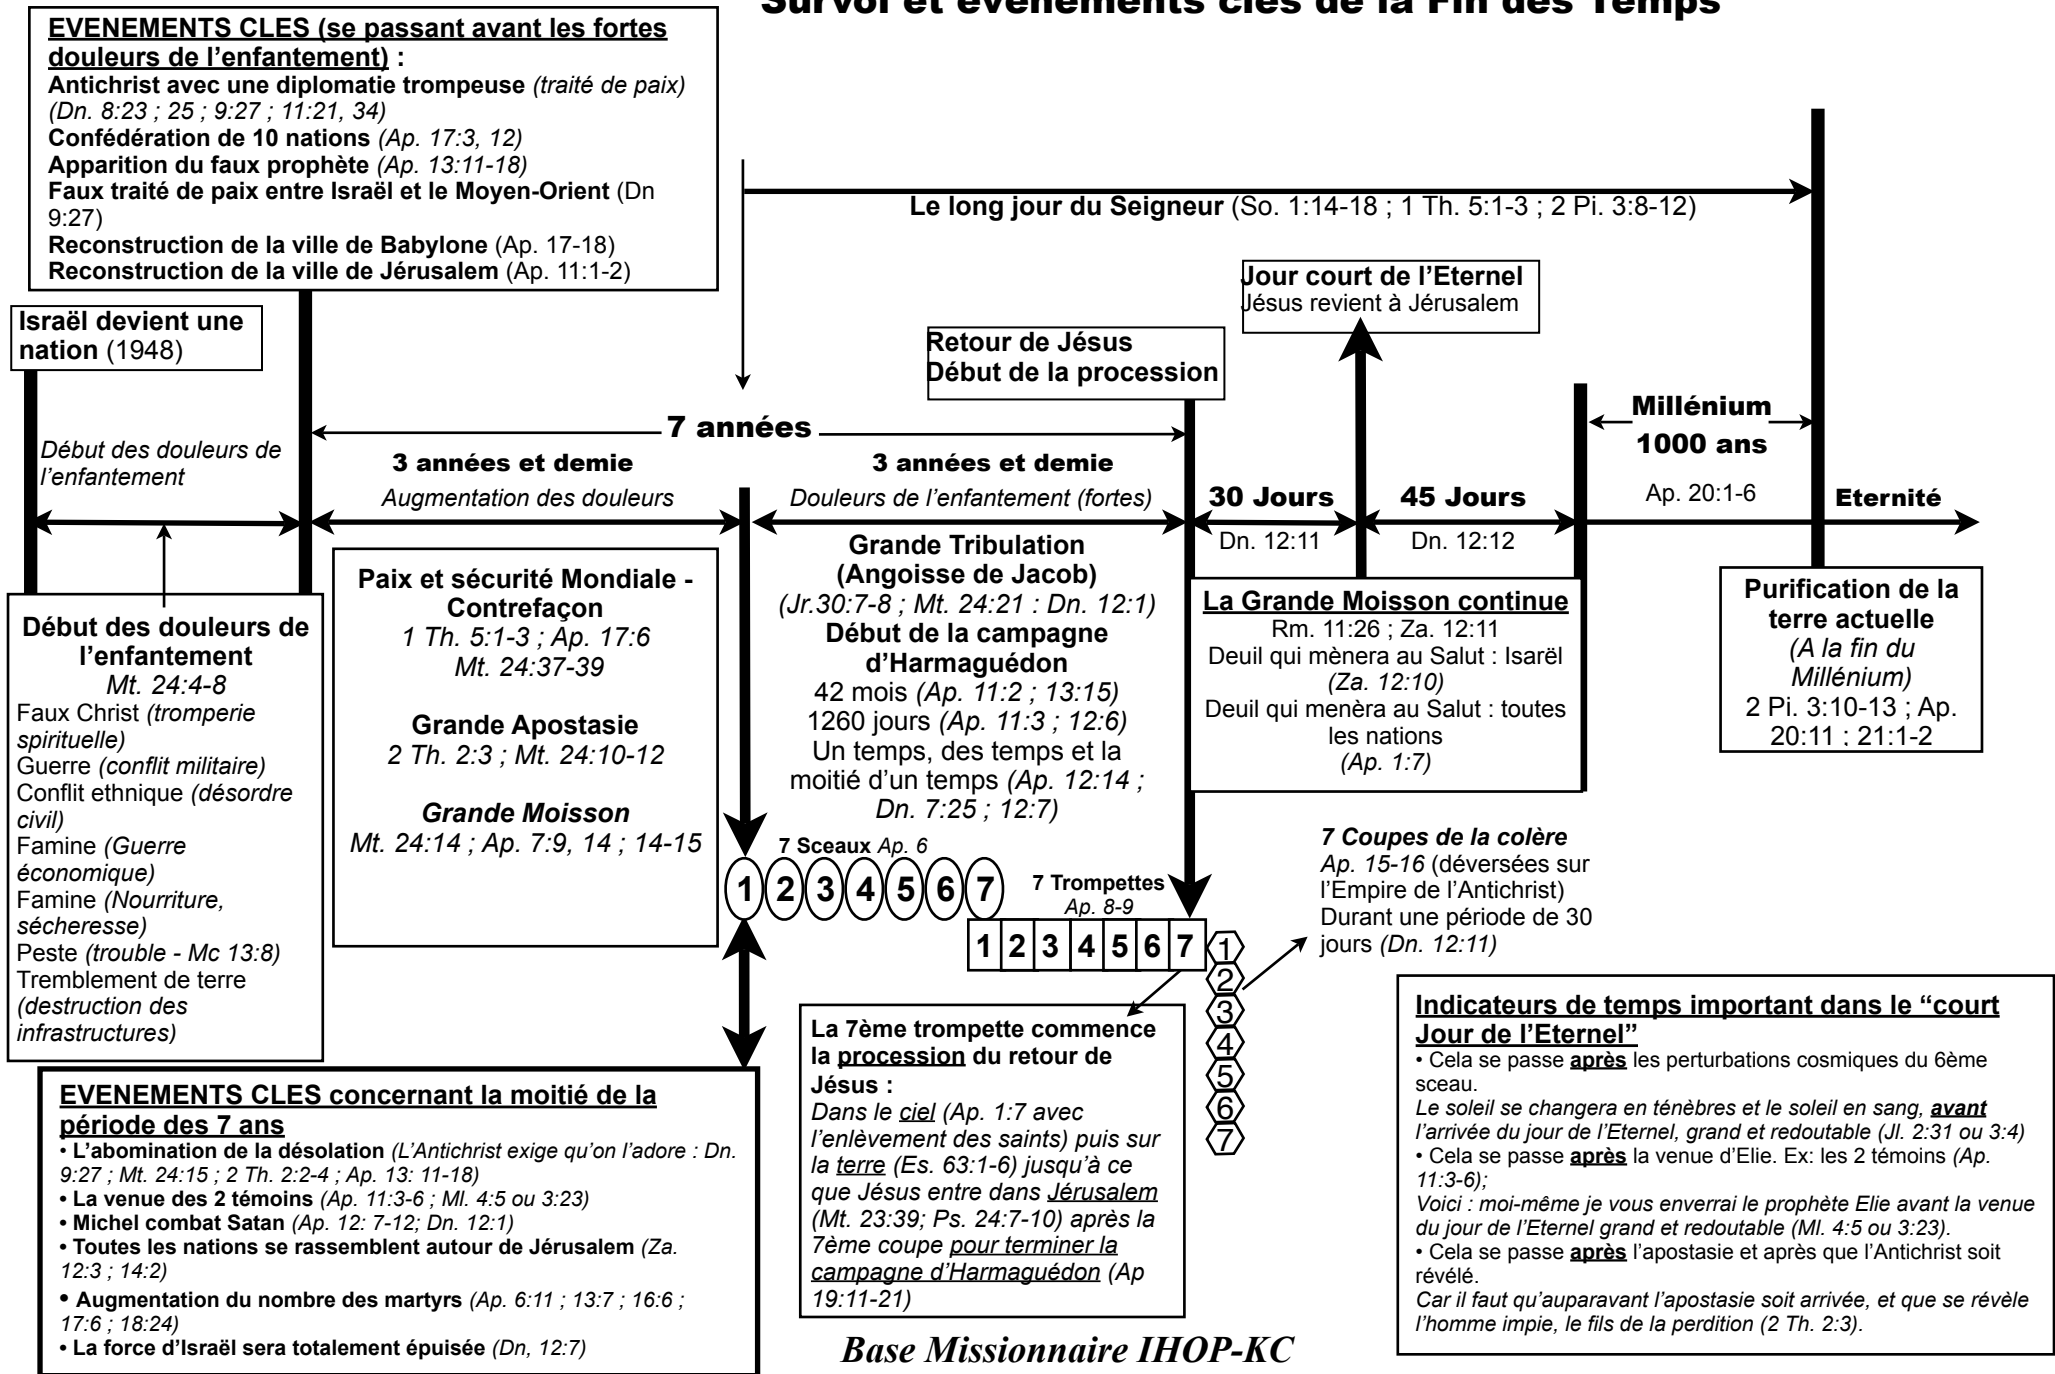 Survol et évènements clés de la Fin des Temps
EVENEMENTS CLES (se passant avant les fortes
douleurs de l'enfantement) :
Antichrist avec une diplomatie trompeuse (traité de paix)
(Dn. 8:23 ; 25 ; 9:27 ; 11:21, 34)
Confédération de 10 nations (Ap. 17:3, 12)
Apparition du faux prophète (Ap. 13:11-18)
Faux traité de paix entre Israël et le Moyen-Orient (Dn
9:27)
Reconstruction de la ville de Babylone (Ap. 17-18)
Reconstruction de la ville de Jérusalem (Ap. 11:1-2)
Le long jour du Seigneur (So. 1:14-18 ; 1 Th. 5:1-3 ; 2 Pi. 3:8-12)
Jour court de l'Eternel
Jésus revient à Jérusalem
Israël devient une
nation (1948)
Retour de Jésus
Début de la procession
7 années
Millénium
1000 ans
Ap. 20:1-6
Début des douleurs de
l'enfantement
3 années et demie
Augmentation des douleurs
3 années et demie
Douleurs de l'enfantement (fortes)
30 Jours
Dn. 12:11
45 Jours
Dn. 12:12
Eternité
Début des douleurs de
l'enfantement
Mt. 24:4-8
Faux Christ (tromperie
spirituelle)
Guerre (conflit militaire)
Conflit ethnique (désordre
civil)
Famine (Guerre
économique)
Famine (Nourriture,
sécheresse)
Peste (trouble - Mc 13:8)
Tremblement de terre
(destruction des
infrastructures)
Paix et sécurité Mondiale -
Contrefaçon
1 Th. 5:1-3 ; Ap. 17:6
Mt. 24:37-39
Grande Apostasie
2 Th. 2:3 ; Mt. 24:10-12
Grande Moisson
Mt. 24:14 ; Ap. 7:9, 14 ; 14-15
Grande Tribulation
(Angoisse de Jacob)
(Jr.30:7-8 ; Mt. 24:21 : Dn. 12:1)
Début de la campagne
d'Harmaguédon
42 mois (Ap. 11:2 ; 13:15)
1260 jours (Ap. 11:3 ; 12:6)
Un temps, des temps et la
moitié d'un temps (Ap. 12:14 ;
Dn. 7:25 ; 12:7)
La Grande Moisson continue
Rm. 11:26 ; Za. 12:11
Deuil qui mènera au Salut : Isarël
(Za. 12:10)
Deuil qui menèra au Salut : toutes
les nations
(Ap. 1:7)
Purification de la
terre actuelle
(A la fin du
Millénium)
2 Pi. 3:10-13 ; Ap.
20:11 ; 21:1-2
7 Sceaux Ap. 6
1 2 3 4 5 6 7
7 Trompettes
Ap. 8-9
1 2 3 4 5 6 7
1
2
3
4
5
6
7
7 Coupes de la colère
Ap. 15-16 (déversées sur
l'Empire de l'Antichrist)
Durant une période de 30
jours (Dn. 12:11)
EVENEMENTS CLES concernant la moitié de la
période des 7 ans
• L'abomination de la désolation (L'Antichrist exige qu'on l'adore : Dn.
9:27 ; Mt. 24:15 ; 2 Th. 2:2-4 ; Ap. 13: 11-18)
• La venue des 2 témoins (Ap. 11:3-6 ; Ml. 4:5 ou 3:23)
• Michel combat Satan (Ap. 12: 7-12; Dn. 12:1)
• Toutes les nations se rassemblent autour de Jérusalem (Za.
12:3 ; 14:2)
• Augmentation du nombre des martyrs (Ap. 6:11 ; 13:7 ; 16:6 ;
17:6 ; 18:24)
• La force d'Israël sera totalement épuisée (Dn, 12:7)
La 7ème trompette commence
la procession du retour de
Jésus :
Dans le ciel (Ap. 1:7 avec
l'enlèvement des saints) puis sur
la terre (Es. 63:1-6) jusqu'à ce
que Jésus entre dans Jérusalem
(Mt. 23:39; Ps. 24:7-10) après la
7ème coupe pour terminer la
campagne d'Harmaguédon (Ap
19:11-21)
Indicateurs de temps important dans le “court
Jour de l'Eternel”
• Cela se passe après les perturbations cosmiques du 6ème
sceau.
Le soleil se changera en ténèbres et le soleil en sang, avant
l'arrivée du jour de l'Eternel, grand et redoutable (Jl. 2:31 ou 3:4)
• Cela se passe après la venue d'Elie. Ex: les 2 témoins (Ap.
11:3-6);
Voici : moi-même je vous enverrai le prophète Elie avant la venue
du jour de l'Eternel grand et redoutable (Ml. 4:5 ou 3:23).
• Cela se passe après l'apostasie et après que l'Antichrist soit
révélé.
Car il faut qu'auparavant l'apostasie soit arrivée, et que se révèle
l'homme impie, le fils de la perdition (2 Th. 2:3).
Base Missionnaire IHOP-KC